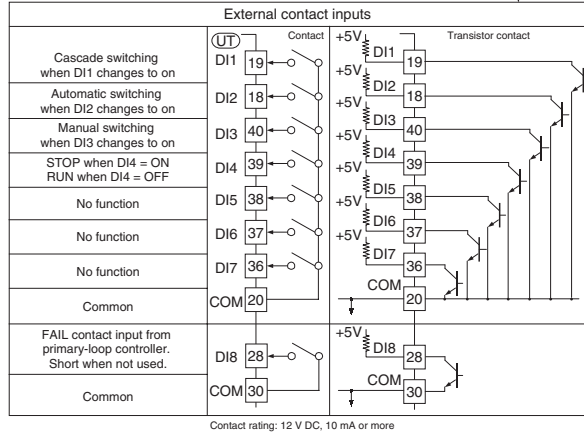 External contact inputs
UT Contact Transistor contact
Cascade switching
when DI1 changes to on
DI1 19 +5V DI1 19
Automatic switching
when DI2 changes to on
DI2 18 +5V DI2 18
Manual switching
when DI3 changes to on
DI3 40 +5V DI3 40
STOP when DI4 = ON
RUN when DI4 = OFF
DI4 39 +5V DI4 39
No function DI5 38 +5V DI5 38
No function DI6 37 +5V DI6 37
No function DI7 36 +5V DI7 36
Common COM 20 COM 20
FAIL contact input from
primary-loop controller.
Short when not used.
DI8 28 +5V DI8 28
Common COM 30 COM 30
Contact rating: 12 V DC, 10 mA or more